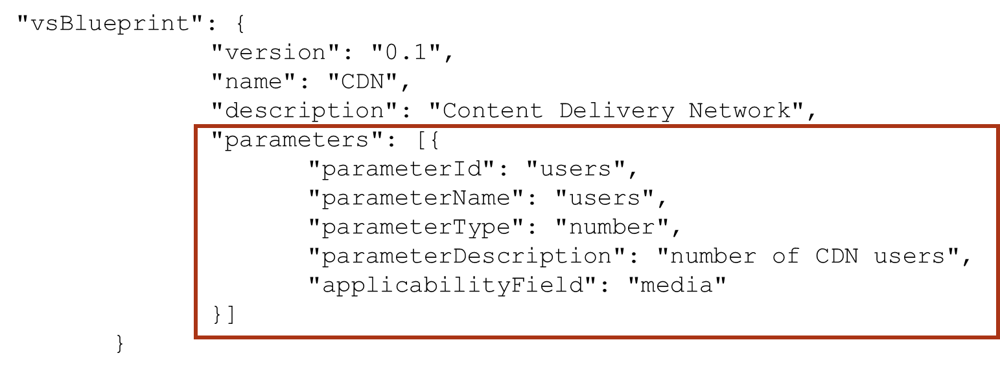 "vsBlueprint": {
"version": "0.1",
"name": "CDN",
"description": "Content Delivery Network",
"parameters": [{
"parameterId": "users",
"parameterName": "users",
"parameterType": "number",
"parameterDescription": "number of CDN users",
"applicabilityField": "media"
}]
}